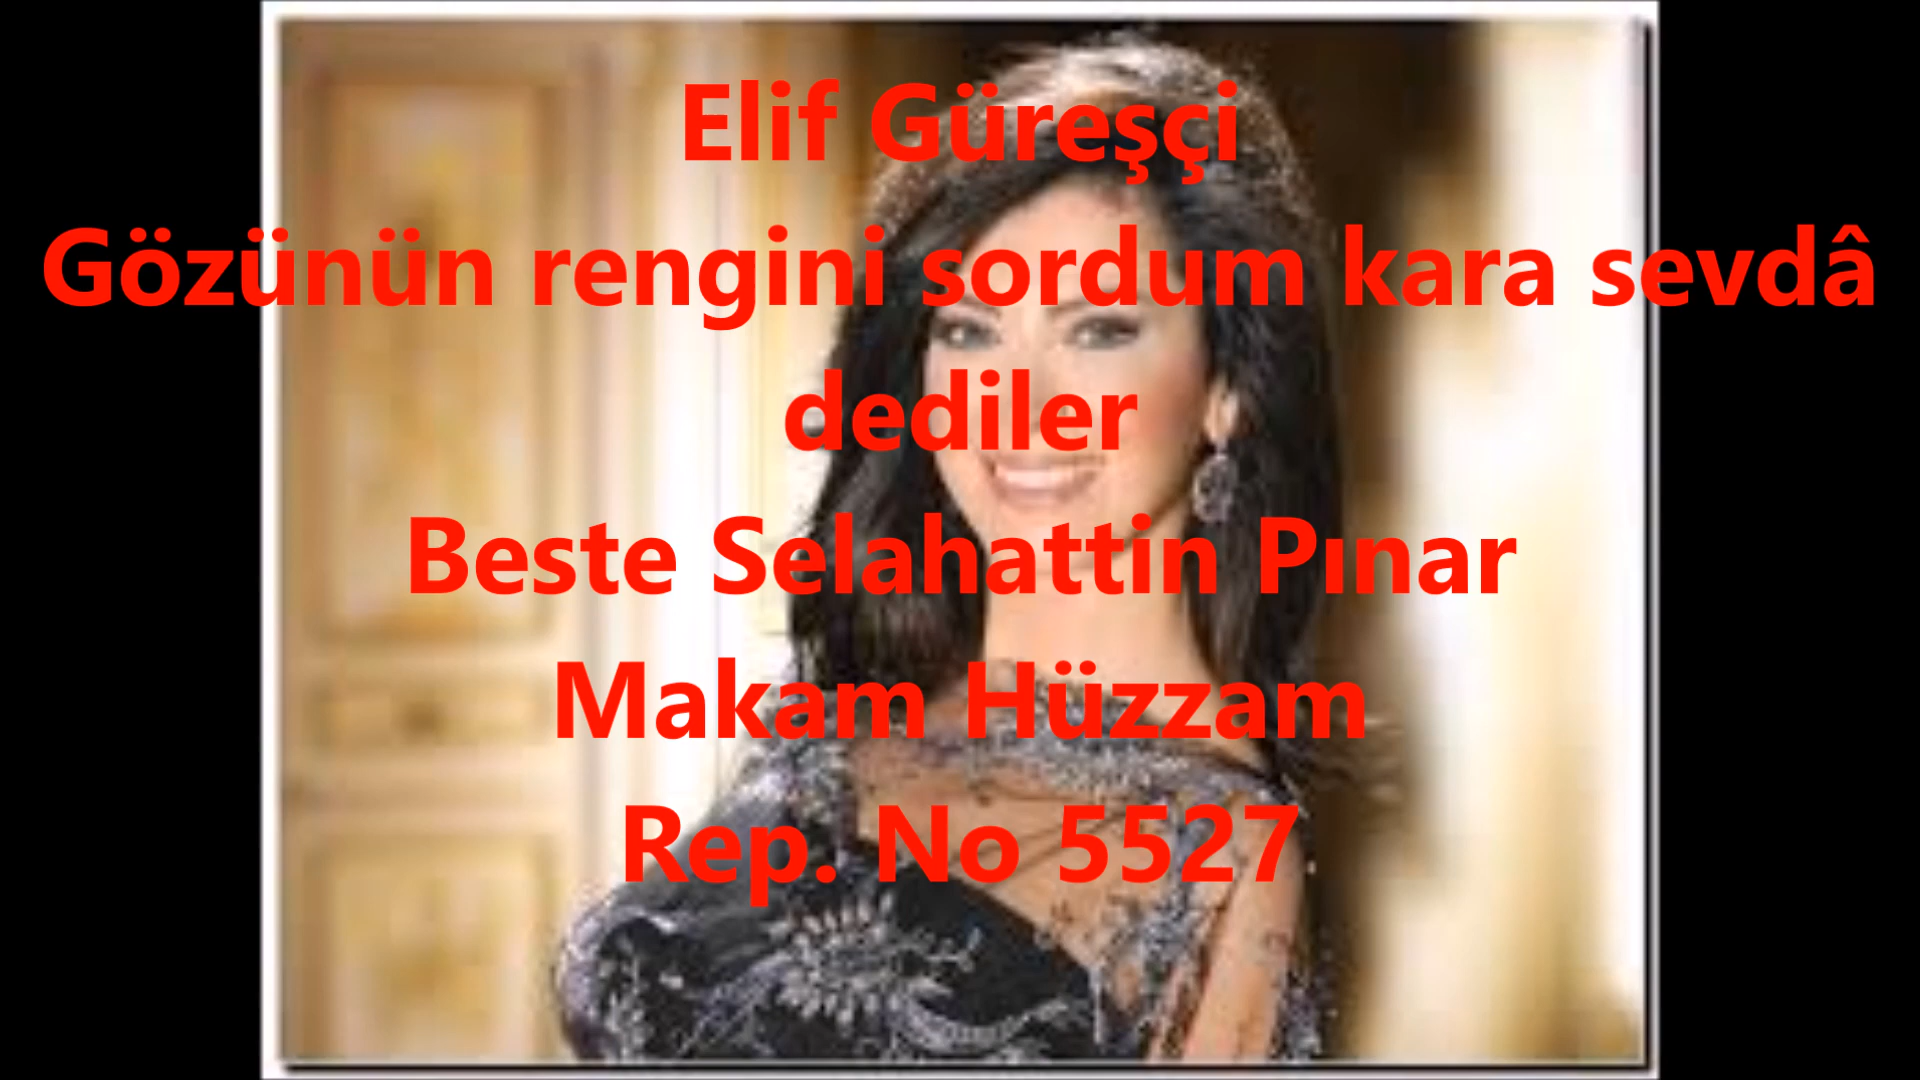 Elif Güreşçi
Gözünün rengini sordum kara sevdâ
dediler
Beste Selahattin Pınar
Makam Hüzzam
Rep. No 5527